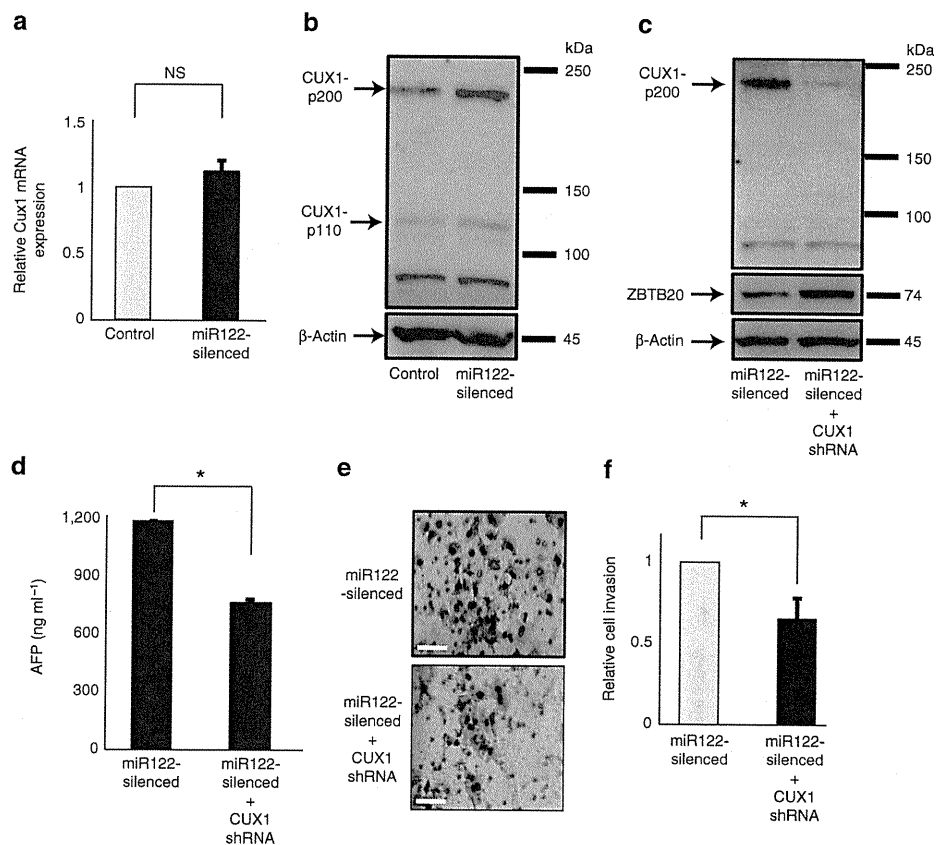 a
NS
Relative Cux1 mRNA
expression
1.5
1
0.5
0
Control
miR122-
silenced
b
kDa
CUX1-
p200
250
150
CUX1-
p110
100
β-Actin
45
Control
miR122-
silenced
c
kDa
CUX1-
p200
250
150
100
ZBTB20
74
β-Actin
45
miR122-
silenced
miR122-
silenced
+
CUX1
shRNA
d
*
AFP (ng ml⁻¹)
1,200
900
600
300
0
miR122-
silenced
miR122-
silenced
+
CUX1
shRNA
e
miR122
-silenced
miR122-
silenced
+
CUX1
shRNA
f
*
Relative cell invasion
1
0.5
0
miR122-
silenced
miR122-
silenced
+
CUX1
shRNA